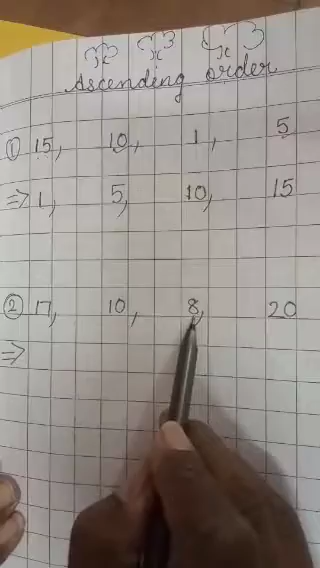 Ascending order
① 15, 10, 1, 5
⇒ 1, 5, 10, 15
② 17, 10, 8, 20
⇒